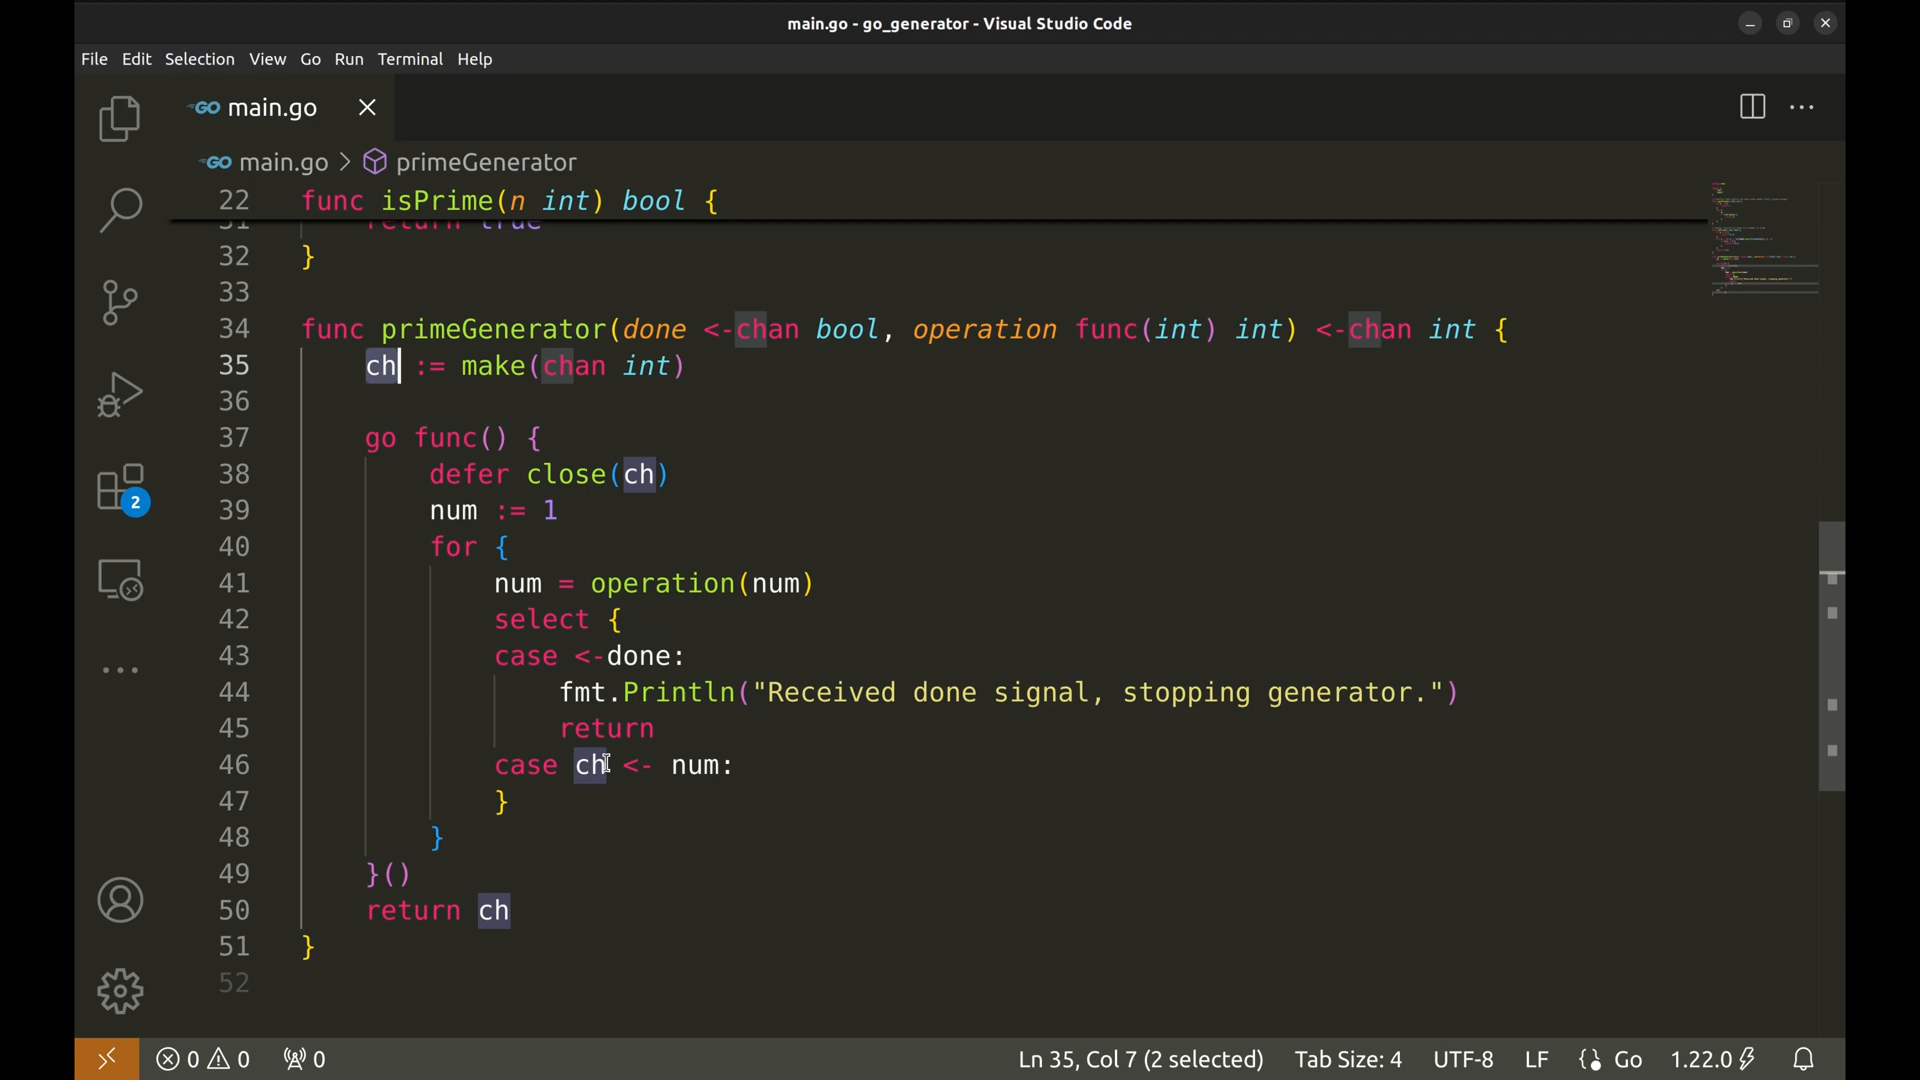 main.go - go_generator - Visual Studio Code
File Edit Selection View Go Run Terminal Help
GO main.go
GO main.go > primeGenerator
22 func isPrime(n int) bool {
31 return true
32 }
33
34 func primeGenerator(done <-chan bool, operation func(int) int) <-chan int {
35 ch := make(chan int)
36
37 go func() {
38 defer close(ch)
39 num := 1
40 for {
41 num = operation(num)
42 select {
43 case <-done:
44 fmt.Println("Received done signal, stopping generator.")
45 return
46 case ch <- num:
47 }
48 }
49 }()
50 return ch
51 }
52
2
0 0 0 Ln 35, Col 7 (2 selected) Tab Size: 4 UTF-8 LF Go 1.22.0